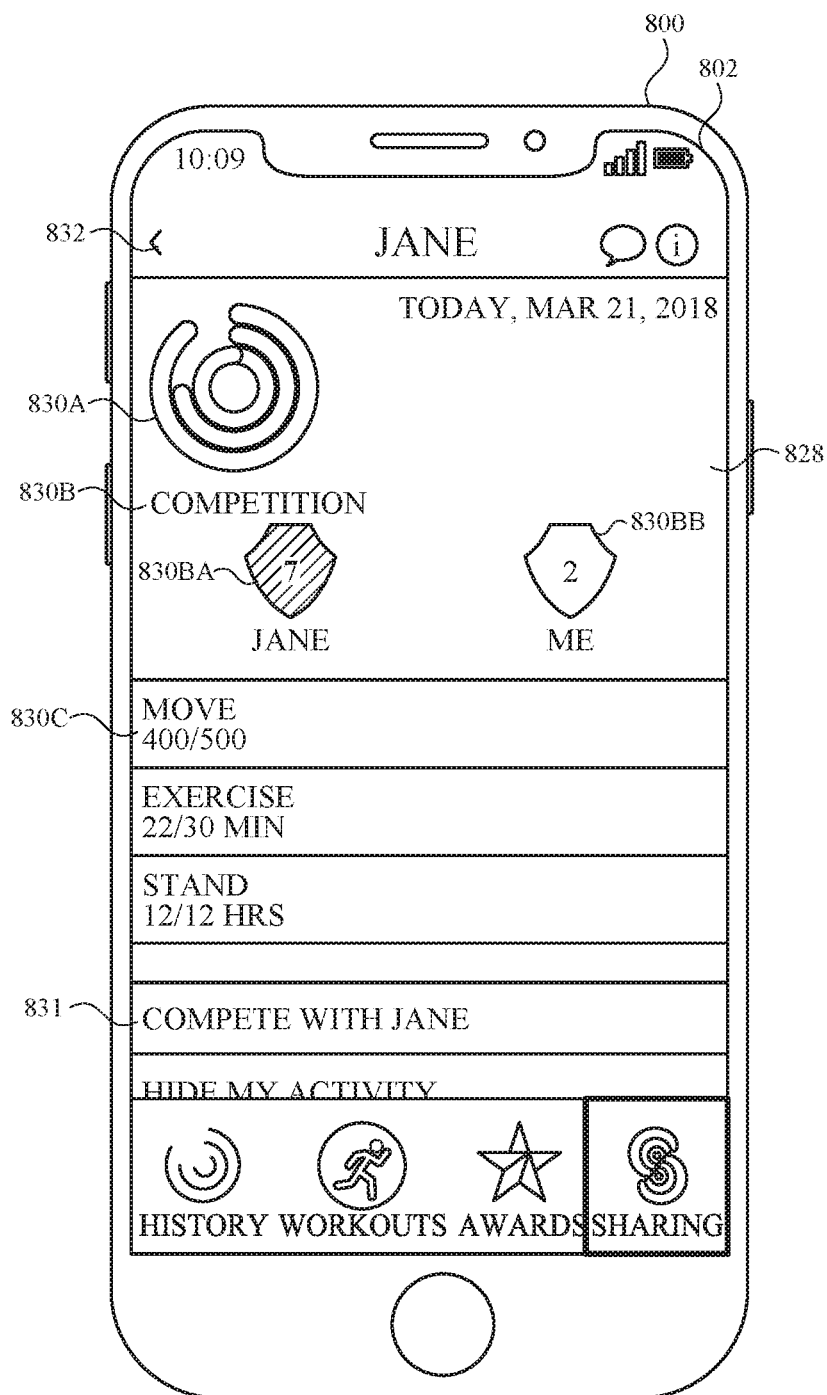 800
802
10:09
832
JANE
i
TODAY, MAR 21, 2018
830A
828
830B
COMPETITION
830BB
830BA
7
2
JANE
ME
830C
MOVE
400/500
EXERCISE
22/30 MIN
STAND
12/12 HRS
831
COMPETE WITH JANE
HIDE MY ACTIVITY
HISTORY WORKOUTS AWARDS SHARING